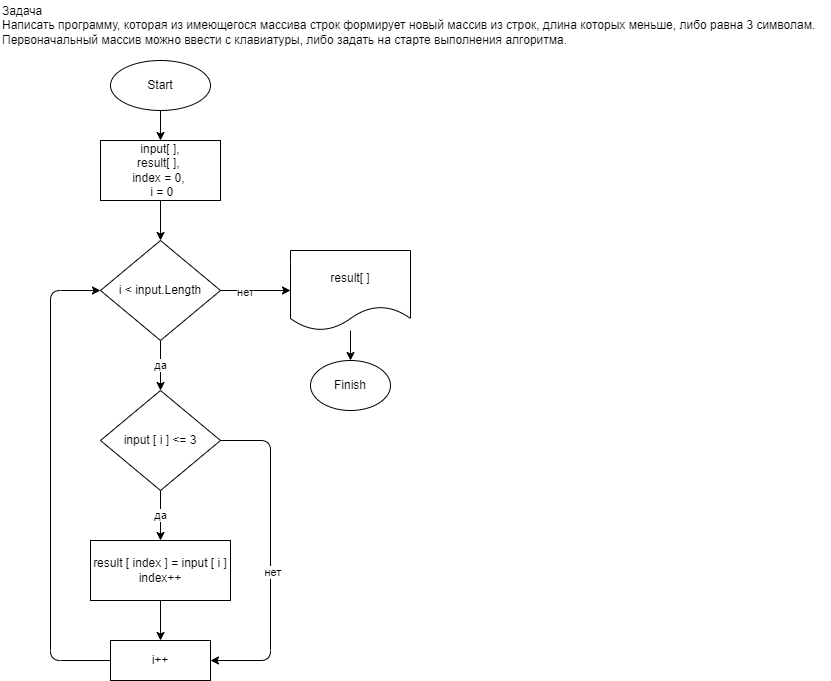 Задача
Написать программу, которая из имеющегося массива строк формирует новый массив из строк, длина которых меньше, либо равна 3 символам.
Первоначальный массив можно ввести с клавиатуры, либо задать на старте выполнения алгоритма.
Start
input[ ],
result[ ],
index = 0,
i = 0
i < input.Length
нет
result[ ]
да
Finish
input [ i ] <= 3
да
result [ index ] = input [ i ]
index++
нет
i++